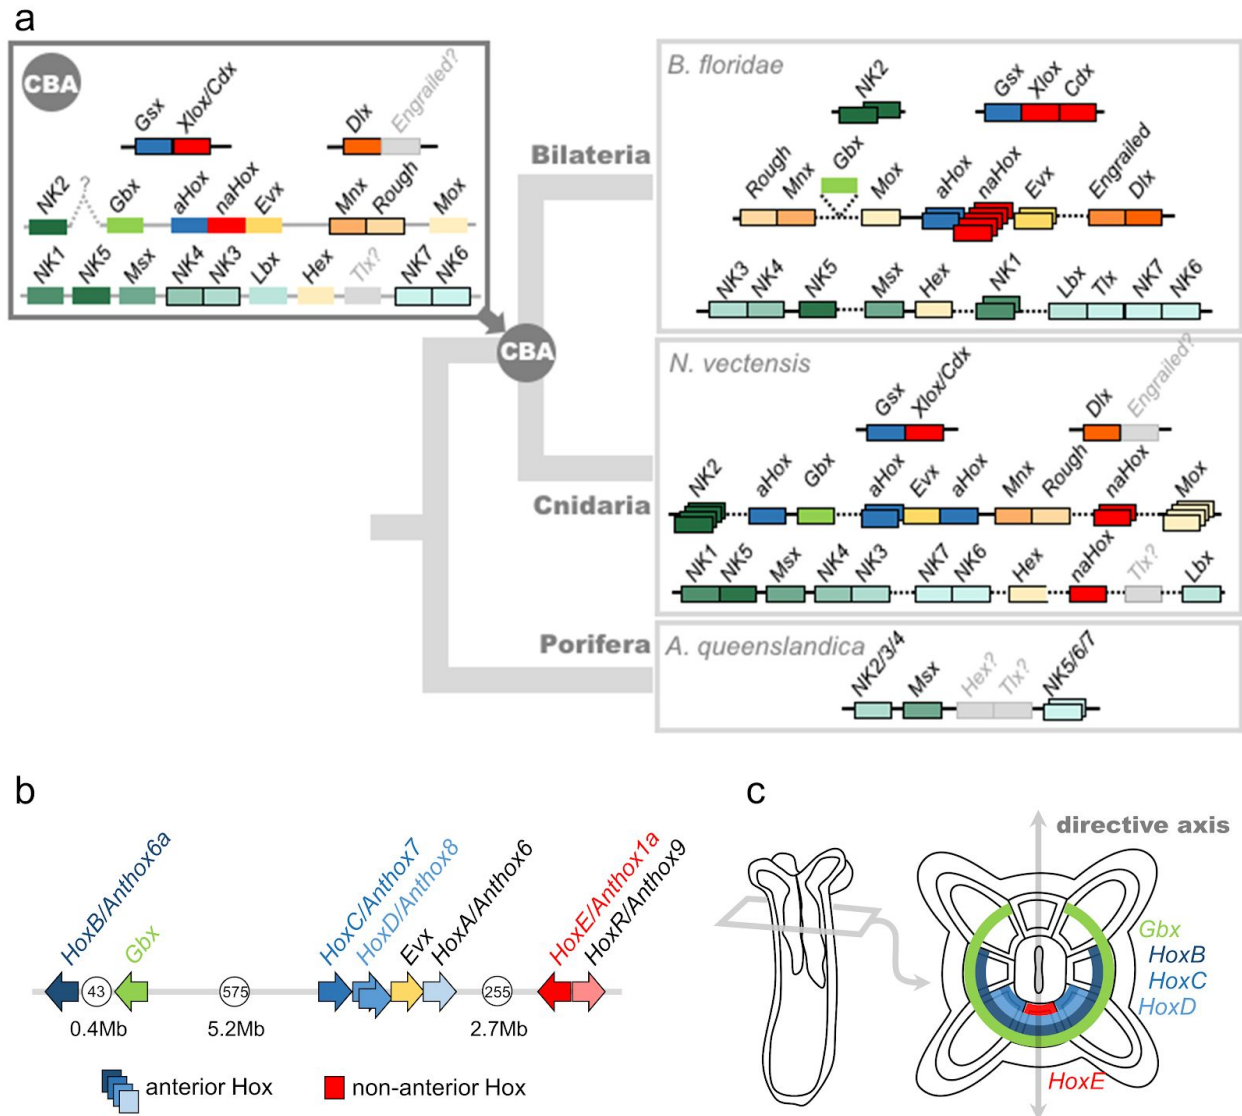 a
CBA
Gsx Xlox/Cdx Dlx Engrailed?
NK2 ? Gbx aHox naHox Evx Mnx Rough Mox
NK1 NK5 Msx NK4 NK3 Lbx Hex Tlx? NK7 NK6
CBA
Bilateria
B. floridae
NK2 Gsx Xlox Cdx
Rough Mnx Gbx Mox aHox naHox Evx Engrailed Dlx
NK3 NK4 NK5 Msx Hex NK1 Lbx Tlx NK7 NK6
Cnidaria
N. vectensis
Gsx Xlox/Cdx Dlx Engrailed?
NK2 aHox Gbx aHox Evx aHox Mnx Rough naHox Mox
NK1 NK5 Msx NK4 NK3 NK7 NK6 Hex naHox Tlx? Lbx
Porifera
A. queenslandica
NK2/3/4 Msx Hex? Tlx? NK5/6/7
b
HoxB/Anthox6a Gbx HoxC/Anthox7 HoxD/Anthox8 Evx HoxA/Anthox6 HoxE/Anthox1a HoxR/Anthox9
43 575 255
0.4Mb 5.2Mb 2.7Mb
anterior Hox non-anterior Hox
c
directive axis
Gbx
HoxB
HoxC
HoxD
HoxE